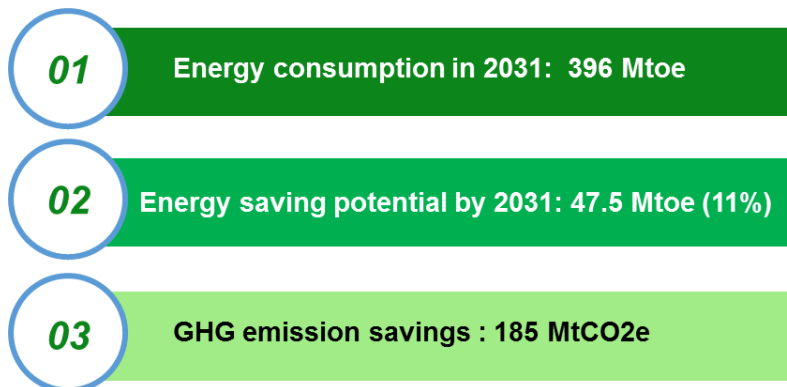 01
Energy consumption in 2031: 396 Mtoe
02
Energy saving potential by 2031: 47.5 Mtoe (11%)
03
GHG emission savings : 185 MtCO2e